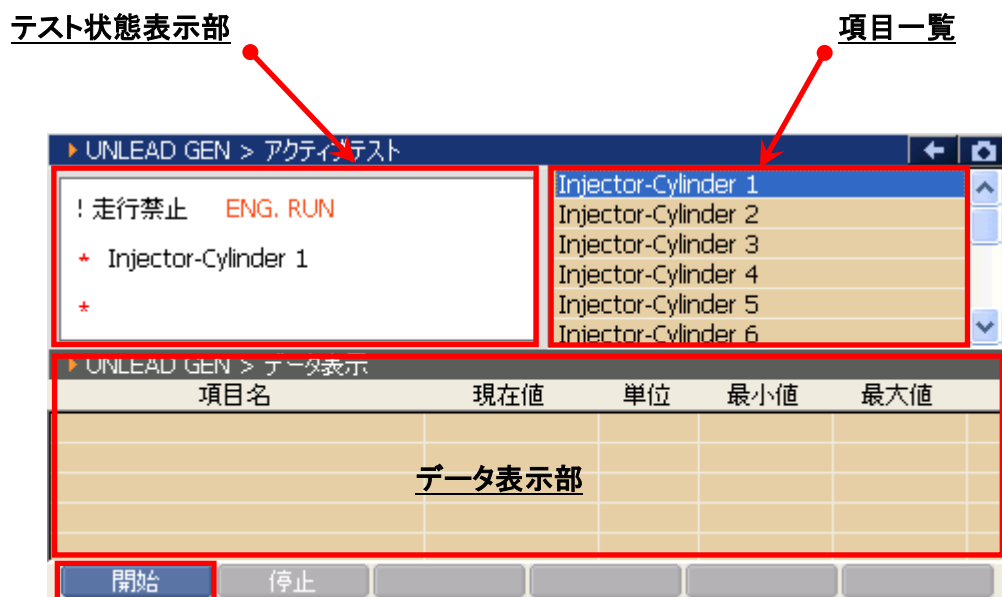 テスト状態表示部
項目一覧
UNLEAD GEN > アクティブテスト
! 走行禁止 ENG. RUN
* Injector-Cylinder 1
*
Injector-Cylinder 1
Injector-Cylinder 2
Injector-Cylinder 3
Injector-Cylinder 4
Injector-Cylinder 5
Injector-Cylinder 6
UNLEAD GEN > データ表示
項目名 現在値 単位 最小値 最大値
データ表示部
開始 停止